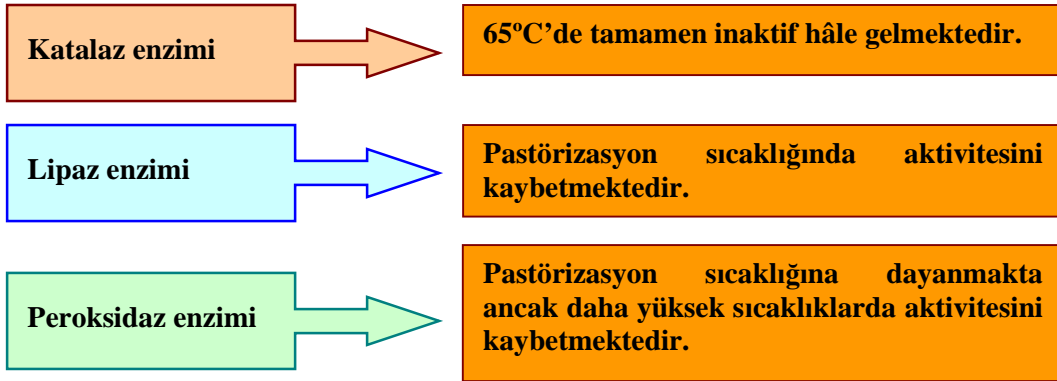 Katalaz enzimi
65ºC’de tamamen inaktif hâle gelmektedir.
Lipaz enzimi
Pastörizasyon sıcaklığında aktivitesini
kaybetmektedir.
Peroksidaz enzimi
Pastörizasyon sıcaklığına dayanmakta
ancak daha yüksek sıcaklıklarda aktivitesini
kaybetmektedir.